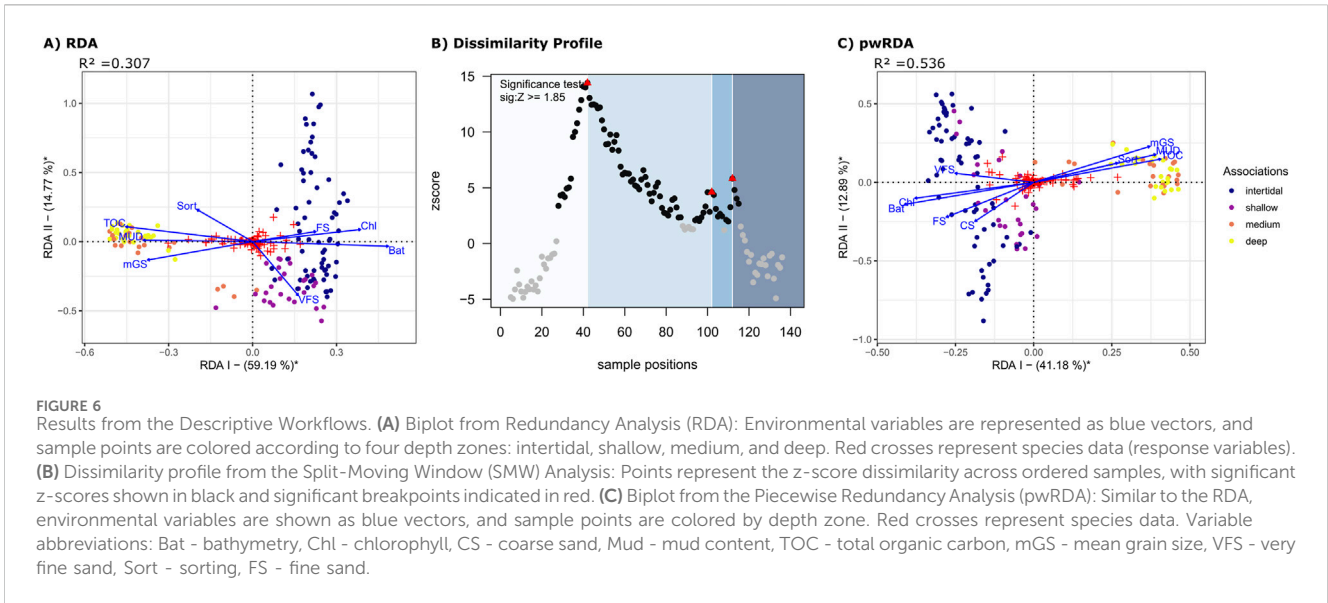 A) RDA
R² =0.307
1.0
0.5
0.0
−0.5
RDA II − (14.77 %)*
TOC
MUD
mGS
Sort
FS
Chl
Bat
VFS
−0.6
−0.3
0.0
0.3
RDA I − (59.19 %)*
B) Dissimilarity Profile
Significance test
sig:Z >= 1.85
15
10
5
0
−5
zscore
0 20 40 60 80 100 120 140
sample positions
C) pwRDA
R² =0.536
0.5
0.0
−0.5
−1.0
RDA II − (12.89 %)*
VFS
Chl
Bat
FS
CS
mGS
MUD
Sort
TOC
−0.50
−0.25
0.00
0.25
0.50
RDA I − (41.18 %)*
Associations
intertidal
shallow
medium
deep
FIGURE 6
Results from the Descriptive Workflows. (A) Biplot from Redundancy Analysis (RDA): Environmental variables are represented as blue vectors, and
sample points are colored according to four depth zones: intertidal, shallow, medium, and deep. Red crosses represent species data (response variables).
(B) Dissimilarity profile from the Split-Moving Window (SMW) Analysis: Points represent the z-score dissimilarity across ordered samples, with significant
z-scores shown in black and significant breakpoints indicated in red. (C) Biplot from the Piecewise Redundancy Analysis (pwRDA): Similar to the RDA,
environmental variables are shown as blue vectors, and sample points are colored by depth zone. Red crosses represent species data. Variable
abbreviations: Bat - bathymetry, Chl - chlorophyll, CS - coarse sand, Mud - mud content, TOC - total organic carbon, mGS - mean grain size, VFS - very
fine sand, Sort - sorting, FS - fine sand.